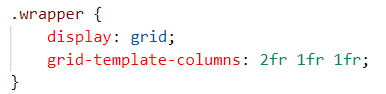 .wrapper {
    display: grid;
    grid-template-columns: 2fr 1fr 1fr;
}